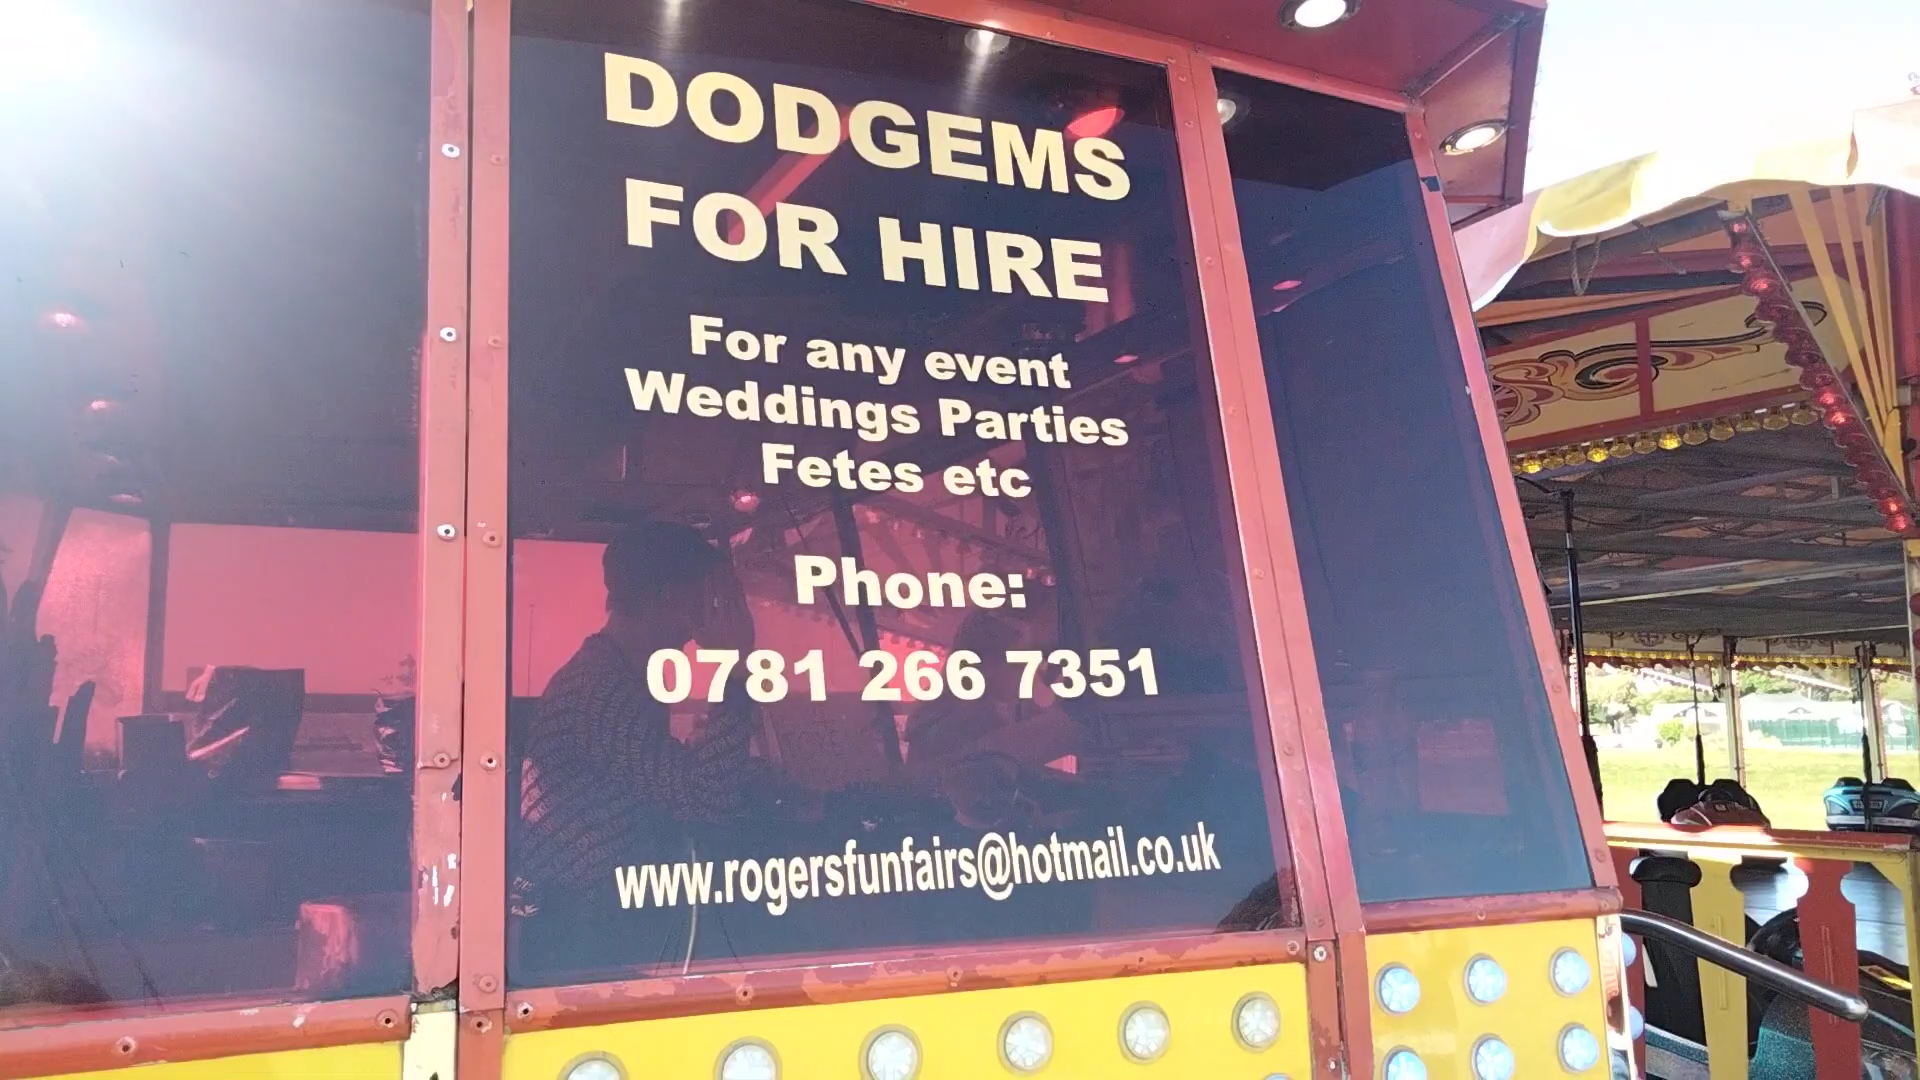 DODGEMS
FOR HIRE
For any event
Weddings Parties
Fetes etc
Phone:
0781 266 7351
www.rogersfunfairs@hotmail.co.uk